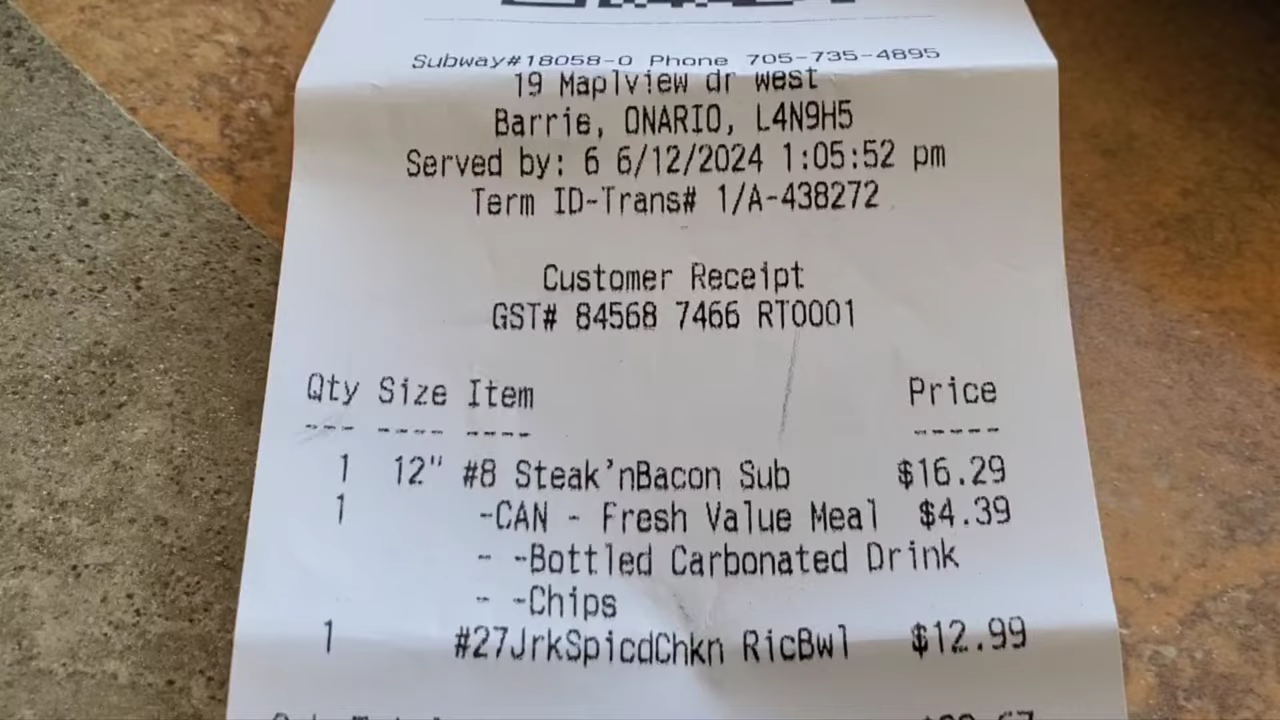 Subway#18058-0 Phone 705-735-4895
19 Maplview dr west
Barrie, ONARIO, L4N9H5
Served by: 6 6/12/2024 1:05:52 pm
Term ID-Trans# 1/A-438272
Customer Receipt
GST# 84568 7466 RT0001
Qty Size Item Price
--- ---- ---- -----
1 12" #8 Steak'nBacon Sub $16.29
1 -CAN - Fresh Value Meal $4.39
- -Bottled Carbonated Drink
- -Chips
1 #27JrkSpicdChkn RicBwl $12.99